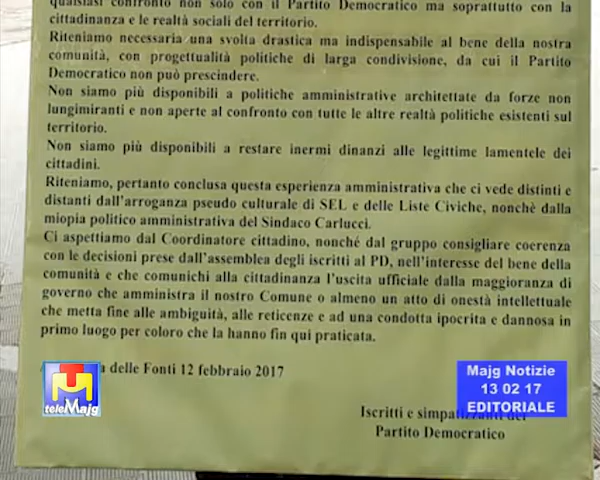 qualsiasi confronto non solo con il Partito Democratico ma soprattutto con la
cittadinanza e le realtà sociali del territorio.
Riteniamo necessaria una svolta drastica ma indispensabile al bene della nostra
comunità, con progettualità politiche di larga condivisione, da cui il Partito
Democratico non può prescindere.
Non siamo più disponibili a politiche amministrative architettate da forze non
lungimiranti e non aperte al confronto con tutte le altre realtà politiche esistenti sul
territorio.
Non siamo più disponibili a restare inermi dinanzi alle legittime lamentele dei
cittadini.
Riteniamo, pertanto conclusa questa esperienza amministrativa che ci vede distinti e
distanti dall'arroganza pseudo culturale di SEL e delle Liste Civiche, nonchè dalla
miopia politico amministrativa del Sindaco Carlucci.
Ci aspettiamo dal Coordinatore cittadino, nonché dal gruppo consigliare coerenza
con le decisioni prese dall'assemblea degli iscritti al PD, nell'interesse del bene della
comunità e che comunichi alla cittadinanza l'uscita ufficiale dalla maggioranza di
governo che amministra il nostro Comune o almeno un atto di onestà intellettuale
che metta fine alle ambiguità, alle reticenze e ad una condotta ipocrita e dannosa in
primo luogo per coloro che la hanno fin qui praticata.
delle Fonti 12 febbraio 2017
teleMajg
Majg Notizie
13 02 17
EDITORIALE
Iscritti e simpatizzanti del
Partito Democratico